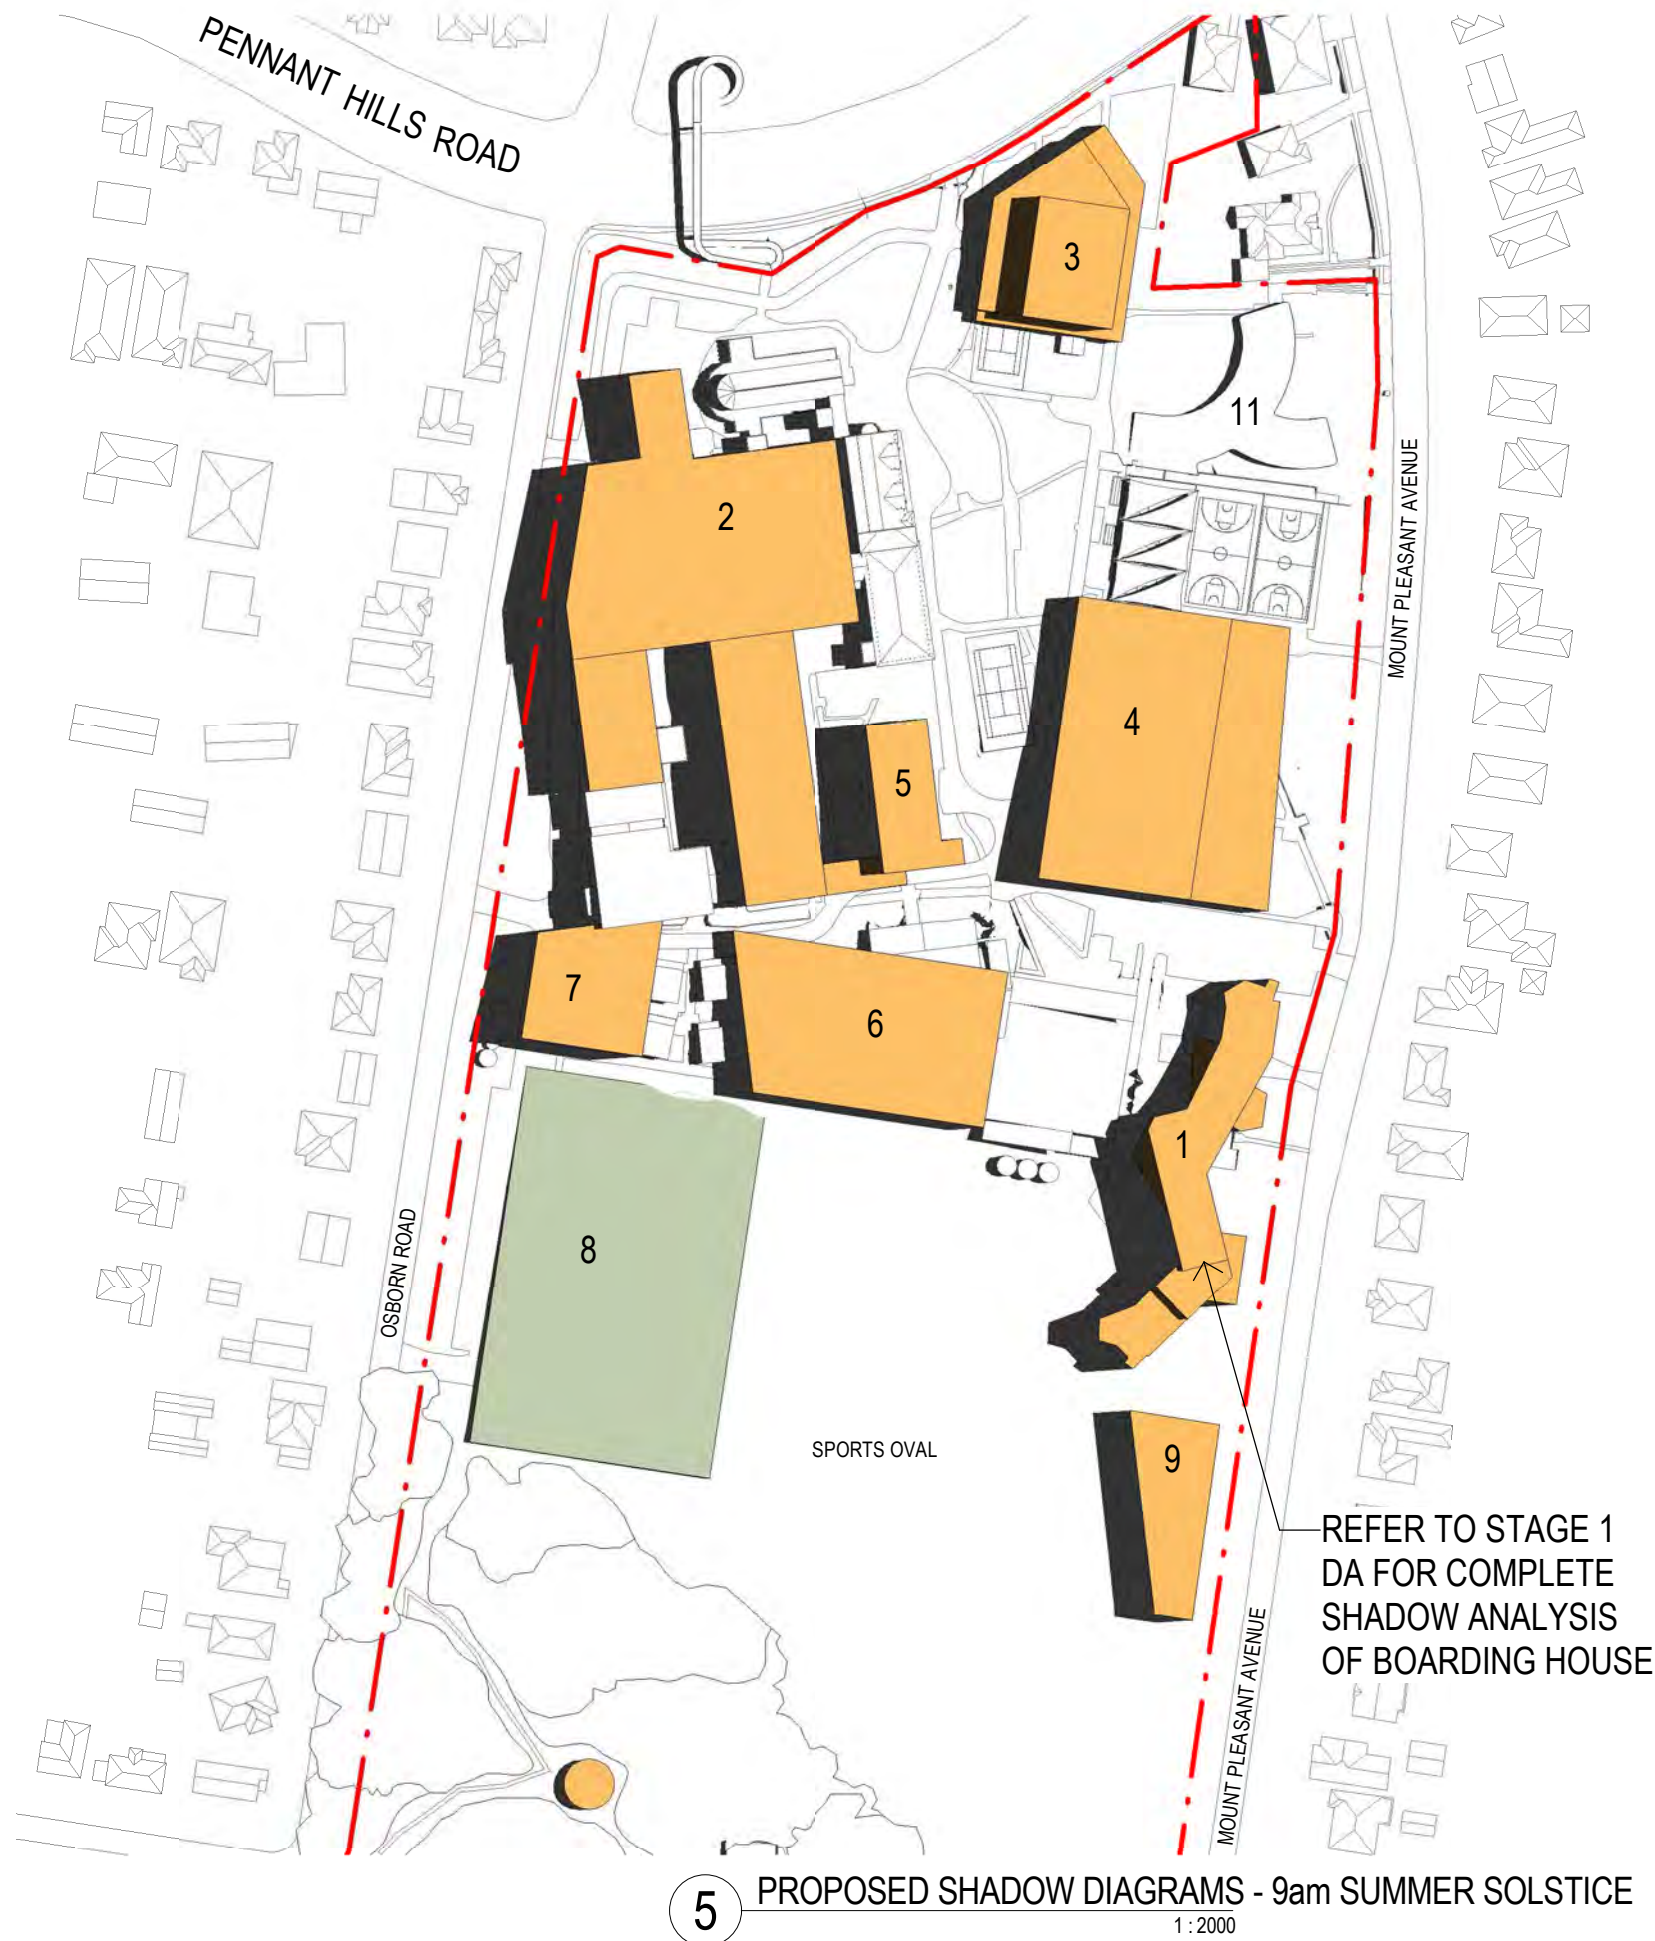 PENNANT HILLS ROAD
3
11
2
MOUNT PLEASANT AVENUE
4
5
7
6
1
8
OSBORN ROAD
SPORTS OVAL
9
REFER TO STAGE 1
DA FOR COMPLETE
SHADOW ANALYSIS
OF BOARDING HOUSE
MOUNT PLEASANT AVENUE
5
PROPOSED SHADOW DIAGRAMS - 9am SUMMER SOLSTICE
1 : 2000